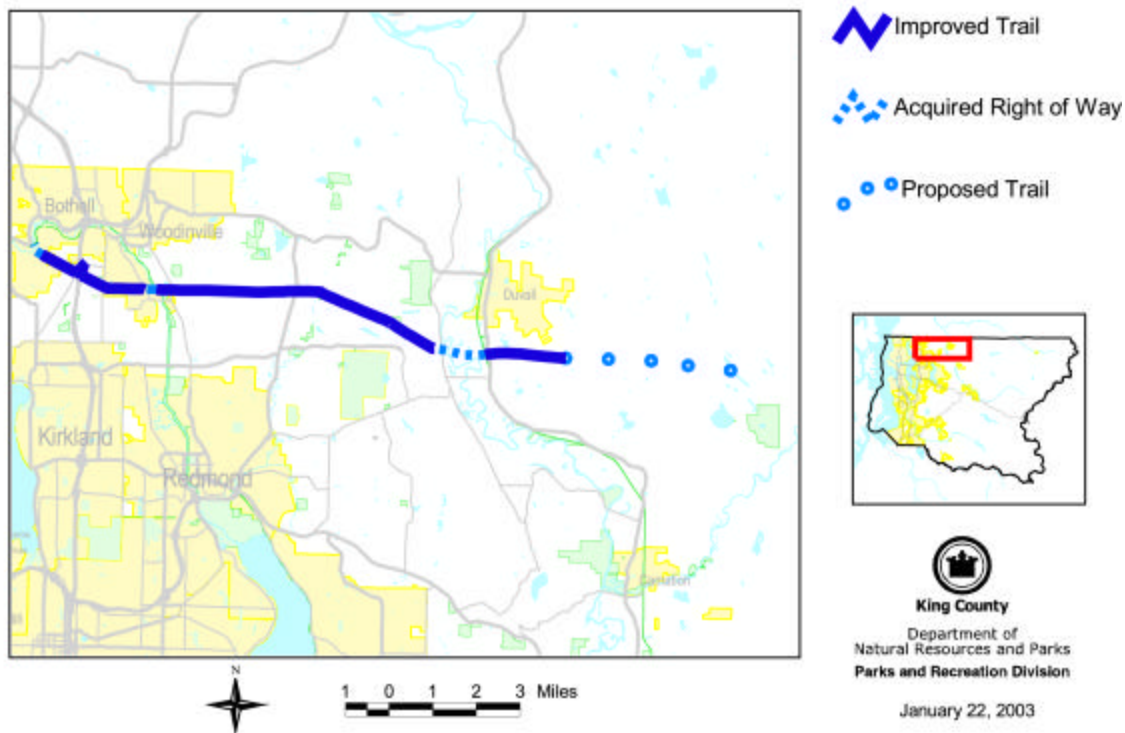 Improved Trail
Acquired Right of Way
Proposed Trail
Bothell
Woodinville
Duvall
Kirkland
Redmond
Carnation
King County
Department of
Natural Resources and Parks
Parks and Recreation Division
January 22, 2003
N
1 0 1 2 3 Miles